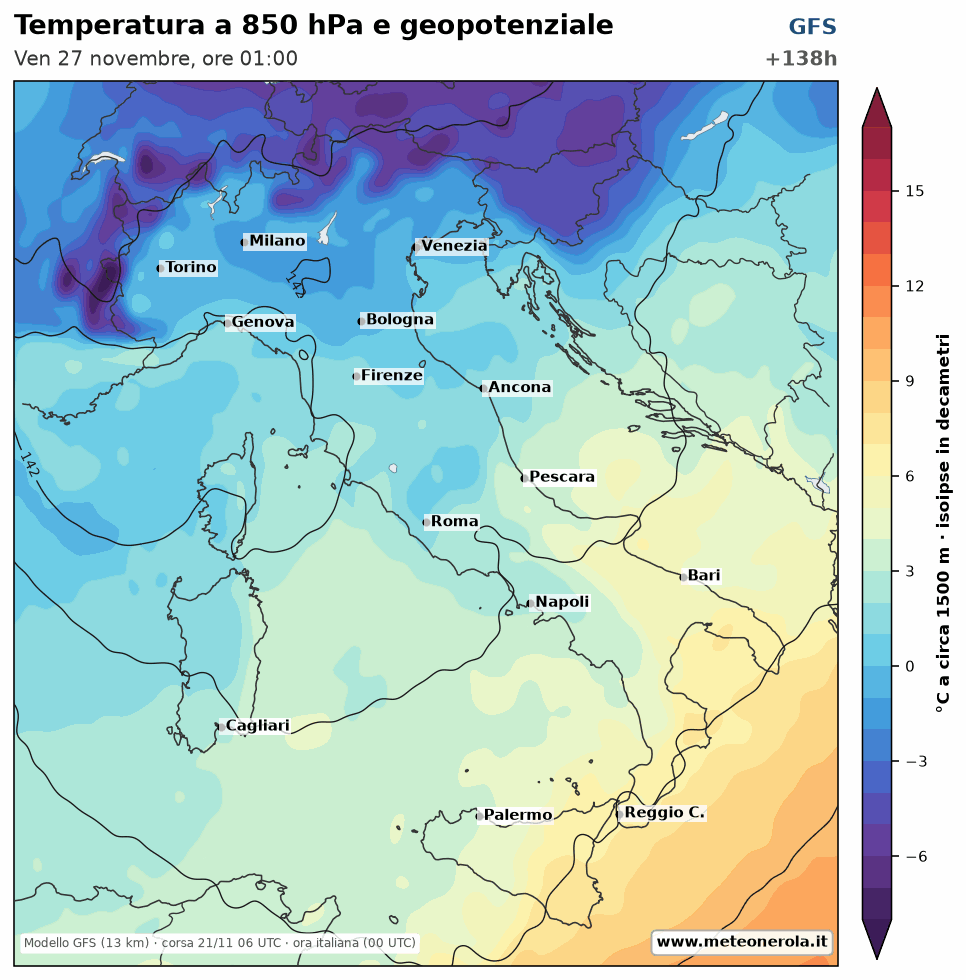 Temperatura a 850 hPa e geopotenziale
GFS
Ven 27 novembre, ore 01:00
+138h
Milano
Venezia
Torino
Genova
Bologna
Firenze
Ancona
142
Pescara
Roma
Bari
Napoli
Cagliari
Palermo
Reggio C.
15
12
9
6
3
0
−3
−6
°C a circa 1500 m · isoipse in decametri
Modello GFS (13 km) · corsa 21/11 06 UTC · ora italiana (00 UTC)
www.meteonerola.it